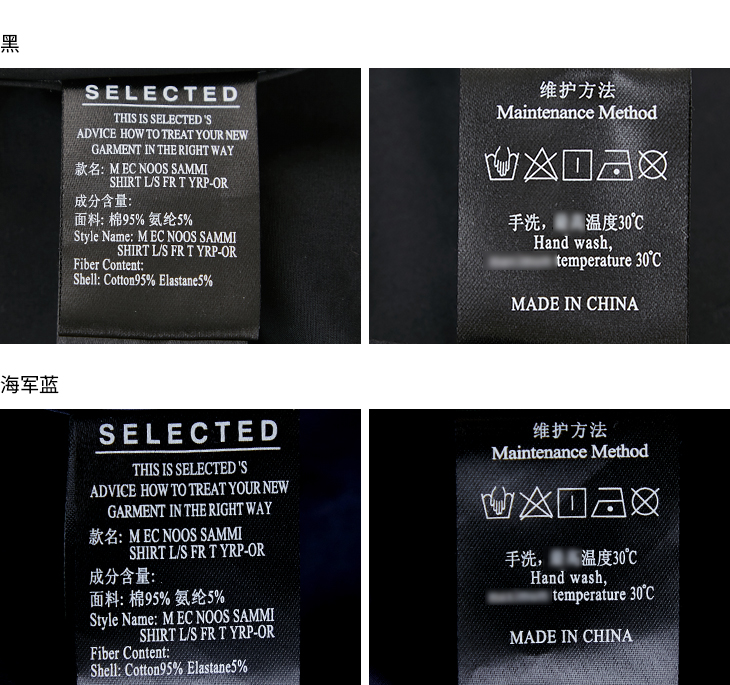 黑
SELECTED
THIS IS SELECTED 'S
ADVICE HOW TO TREAT YOUR NEW
GARMENT IN THE RIGHT WAY
款名: M EC NOOS SAMMI
SHIRT L/S FR T YRP-OR
成分含量:
面料: 棉95% 氨纶5%
Style Name: M EC NOOS SAMMI
SHIRT L/S FR T YRP-OR
Fiber Content:
Shell: Cotton95% Elastane5%
维护方法
Maintenance Method
手洗, 温度30℃
Hand wash,
temperature 30℃
MADE IN CHINA
海军蓝
SELECTED
THIS IS SELECTED 'S
ADVICE HOW TO TREAT YOUR NEW
GARMENT IN THE RIGHT WAY
款名: M EC NOOS SAMMI
SHIRT L/S FR T YRP-OR
成分含量:
面料: 棉95% 氨纶5%
Style Name: M EC NOOS SAMMI
SHIRT L/S FR T YRP-OR
Fiber Content:
Shell: Cotton95% Elastane5%
维护方法
Maintenance Method
手洗, 温度30℃
Hand wash,
temperature 30℃
MADE IN CHINA